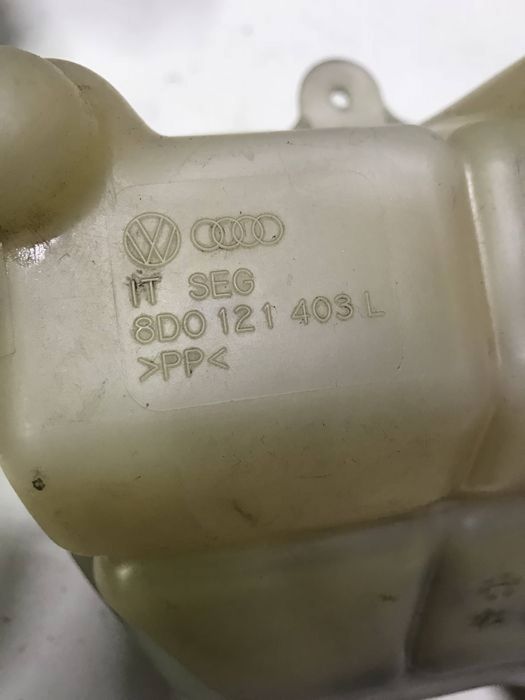 IT SEG
8D0 121 403 L
>PP<